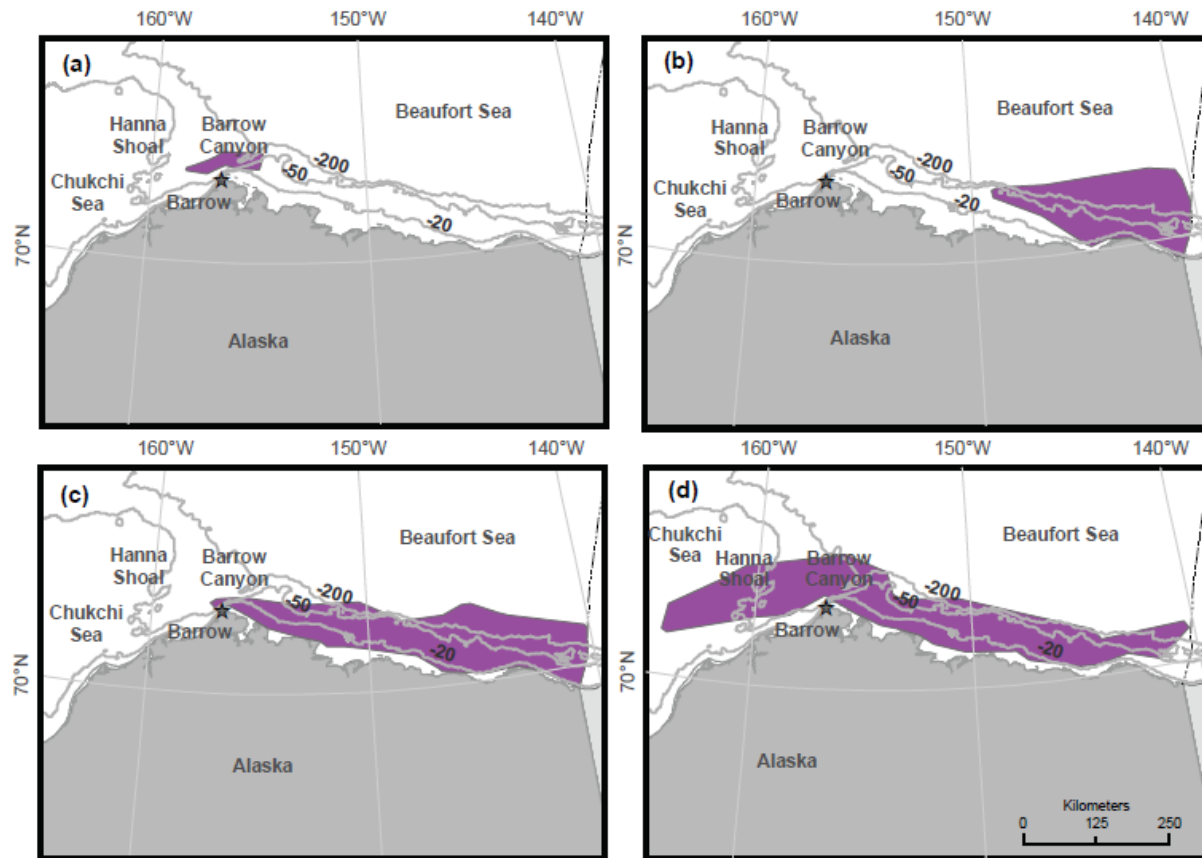 160°W 150°W 140°W
(a)
Beaufort Sea
Hanna
Shoal
Barrow
Canyon
-200
-50
Chukchi
Sea
Barrow
-20
70°N
Alaska
160°W 150°W 140°W
(b)
Beaufort Sea
Hanna
Shoal
Barrow
Canyon
-200
-50
Chukchi
Sea
Barrow
-20
70°N
Alaska
160°W 150°W 140°W
(c)
Beaufort Sea
Hanna
Shoal
Barrow
Canyon
-200
-50
Chukchi
Sea
Barrow
-20
70°N
Alaska
160°W 150°W 140°W
(d)
Chukchi
Sea
Beaufort Sea
Hanna
Shoal
Barrow
Canyon
-200
-50
Barrow
-20
70°N
Alaska
Kilometers
0 125 250